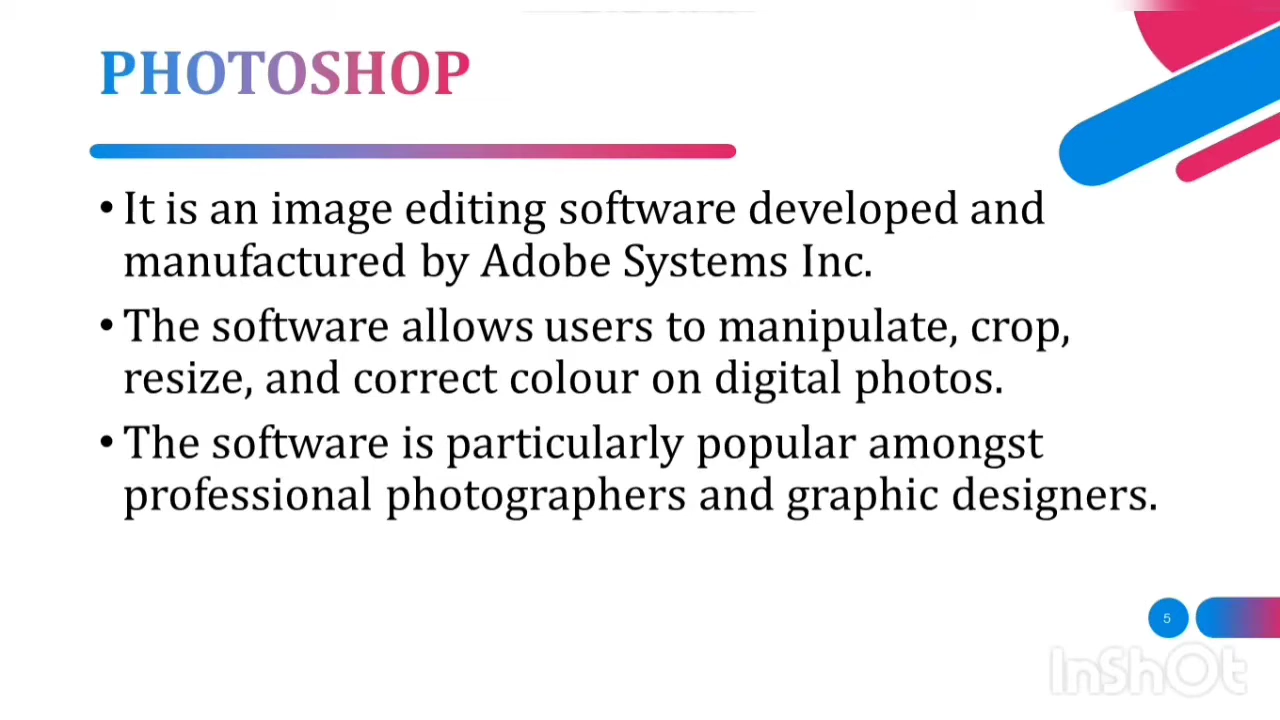 PHOTOSHOP
• It is an image editing software developed and
manufactured by Adobe Systems Inc.
• The software allows users to manipulate, crop,
resize, and correct colour on digital photos.
• The software is particularly popular amongst
professional photographers and graphic designers.
5
InShOt